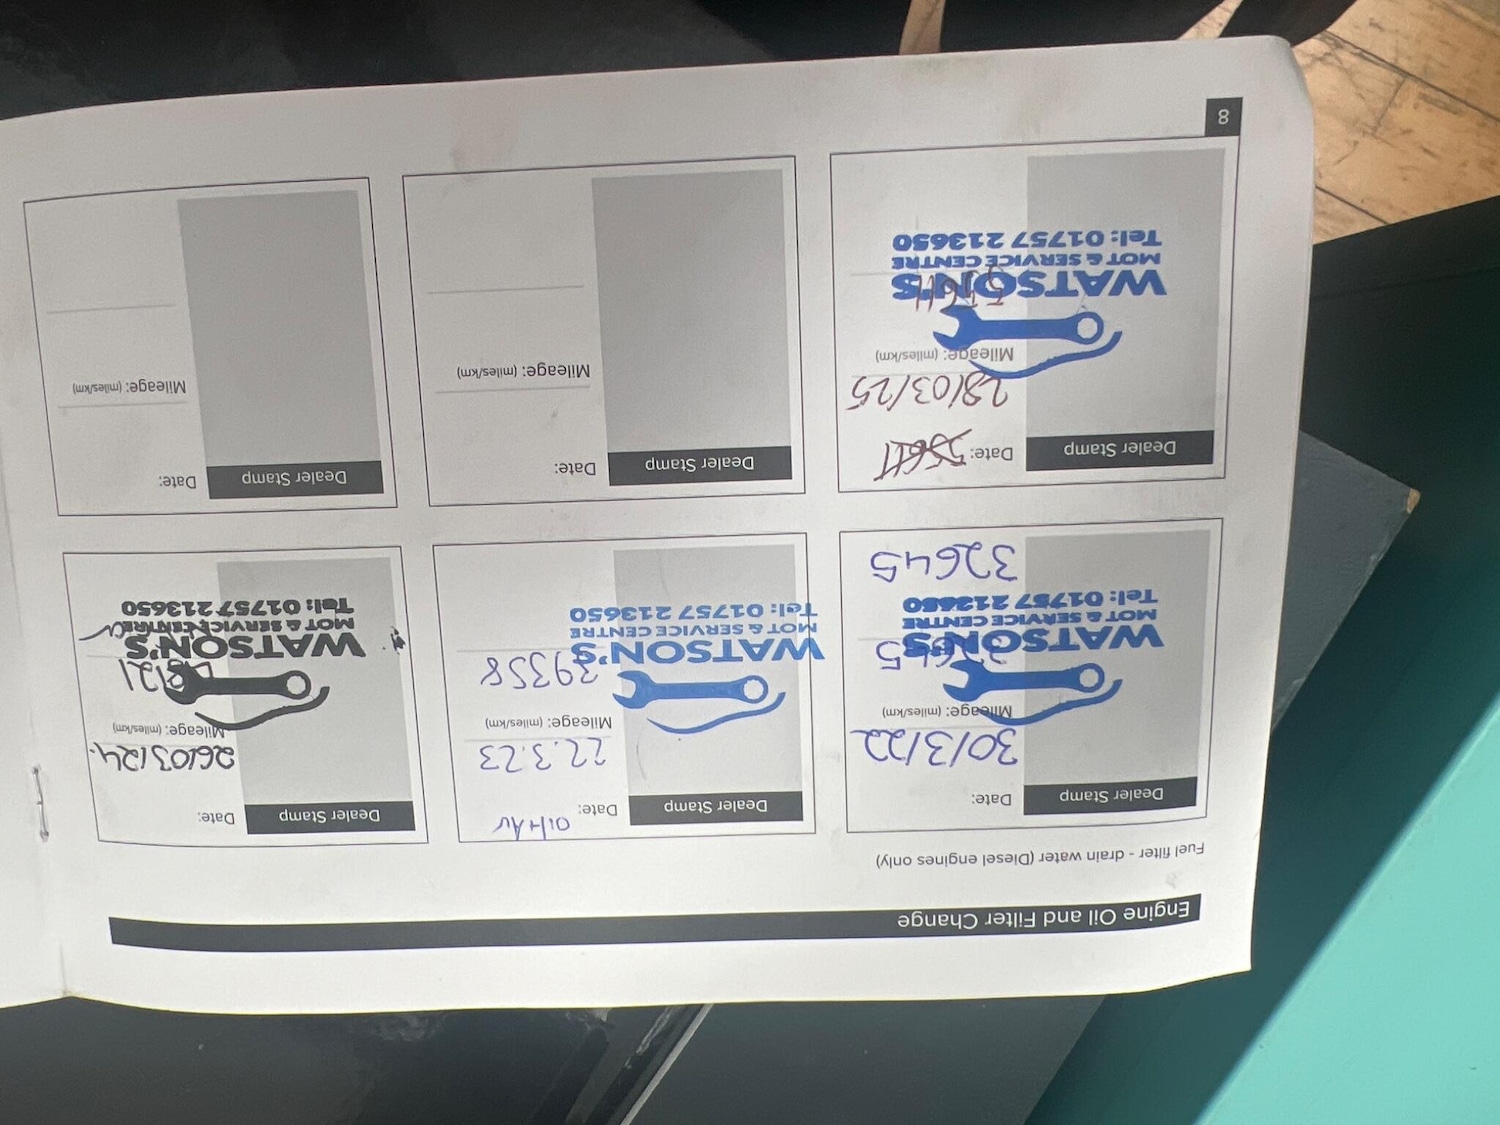 Engine Oil and Filter Change
Fuel filter - drain water (Diesel engines only)
Dealer Stamp
Date:
30/3/22
Mileage: (miles/km)
32645
WATSON'S
MOT & SERVICE CENTRE
Tel: 01757 213650
32645
Dealer Stamp
Date:
22.3.23
Mileage: (miles/km)
39358
WATSON'S
MOT & SERVICE CENTRE
Tel: 01757 213650
Dealer Stamp
Date:
26/03/24
Mileage: (miles/km)
WATSON'S
MOT & SERVICE CENTRE
Tel: 01757 213650
Dealer Stamp
Date:
28/03/25
Mileage: (miles/km)
WATSON'S
MOT & SERVICE CENTRE
Tel: 01757 213650
Dealer Stamp
Date:
Mileage: (miles/km)
Dealer Stamp
Date:
Mileage: (miles/km)
8